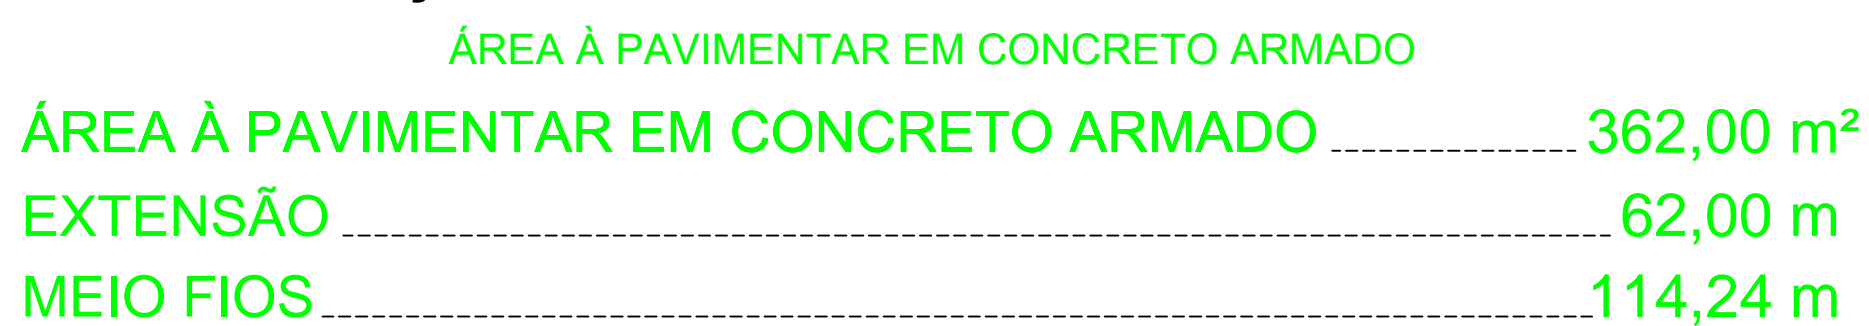 ÁREA À PAVIMENTAR EM CONCRETO ARMADO
ÁREA À PAVIMENTAR EM CONCRETO ARMADO 362,00 m²
EXTENSÃO 62,00 m
MEIO FIOS 114,24 m